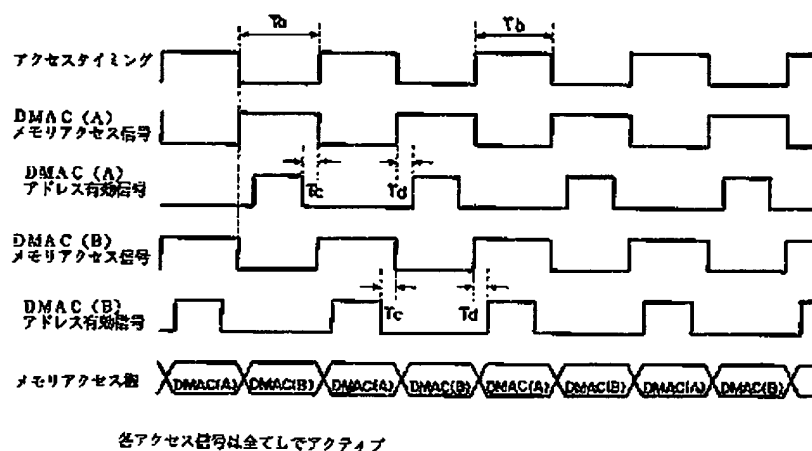 Ta
Tb
アクセスタイミング
DMAC (A)
メモリアクセス信号
Tc
Td
DMAC (A)
アドレス有効信号
DMAC (B)
メモリアクセス信号
Tc
Td
DMAC (B)
アドレス有効信号
メモリアクセス権
DMAC(A) DMAC(B) DMAC(A) DMAC(B) DMAC(A) DMAC(B) DMAC(A) DMAC(B)
各アクセス信号は全てLでアクティブ